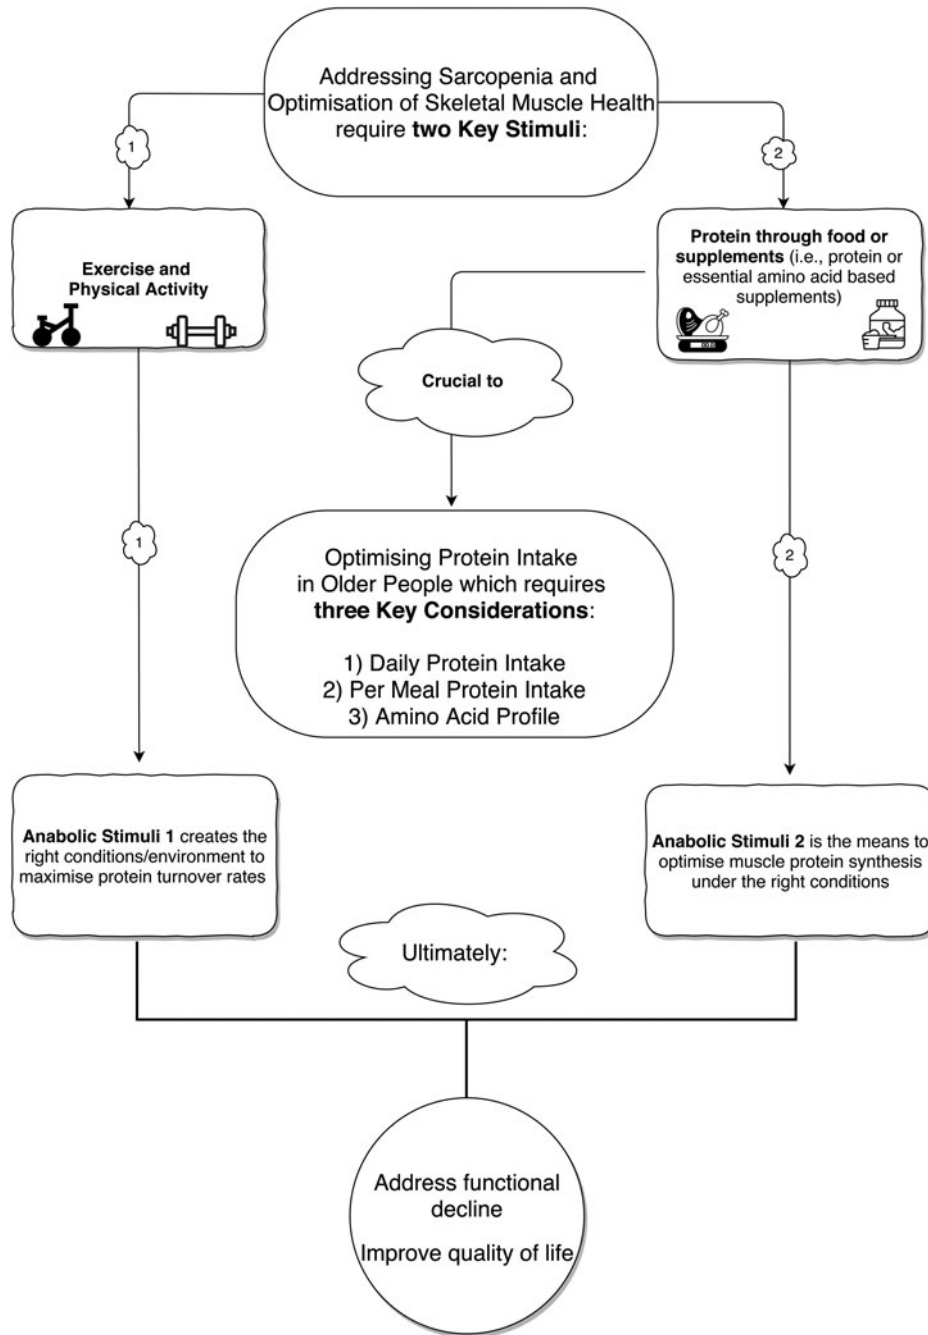 Addressing Sarcopenia and
Optimisation of Skeletal Muscle Health
require two Key Stimuli:
1
2
Exercise and
Physical Activity
Protein through food or
supplements (i.e., protein or
essential amino acid based
supplements)
Crucial to
Optimising Protein Intake
in Older People which requires
three Key Considerations:
1) Daily Protein Intake
2) Per Meal Protein Intake
3) Amino Acid Profile
1
2
Anabolic Stimuli 1 creates the
right conditions/environment to
maximise protein turnover rates
Anabolic Stimuli 2 is the means to
optimise muscle protein synthesis
under the right conditions
Ultimately:
Address functional
decline
Improve quality of life